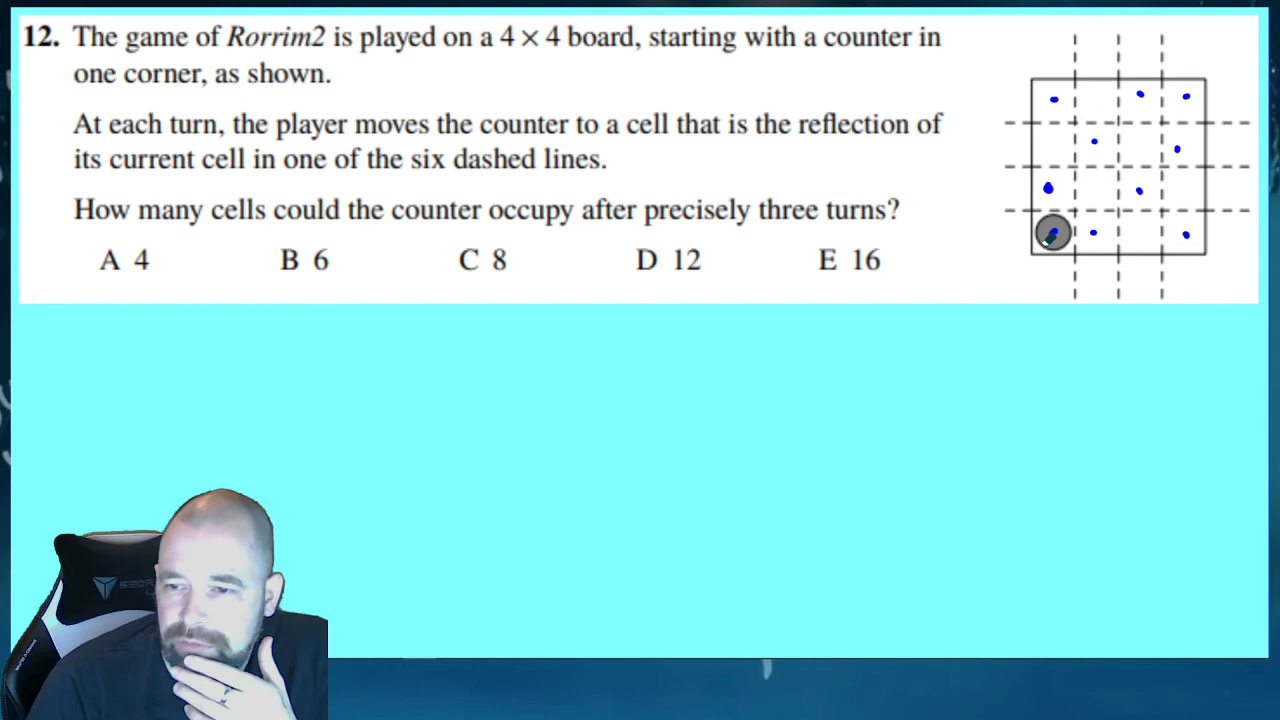 12. The game of Rorrim2 is played on a 4 × 4 board, starting with a counter in
one corner, as shown.
At each turn, the player moves the counter to a cell that is the reflection of
its current cell in one of the six dashed lines.
How many cells could the counter occupy after precisely three turns?
A 4 B 6 C 8 D 12 E 16